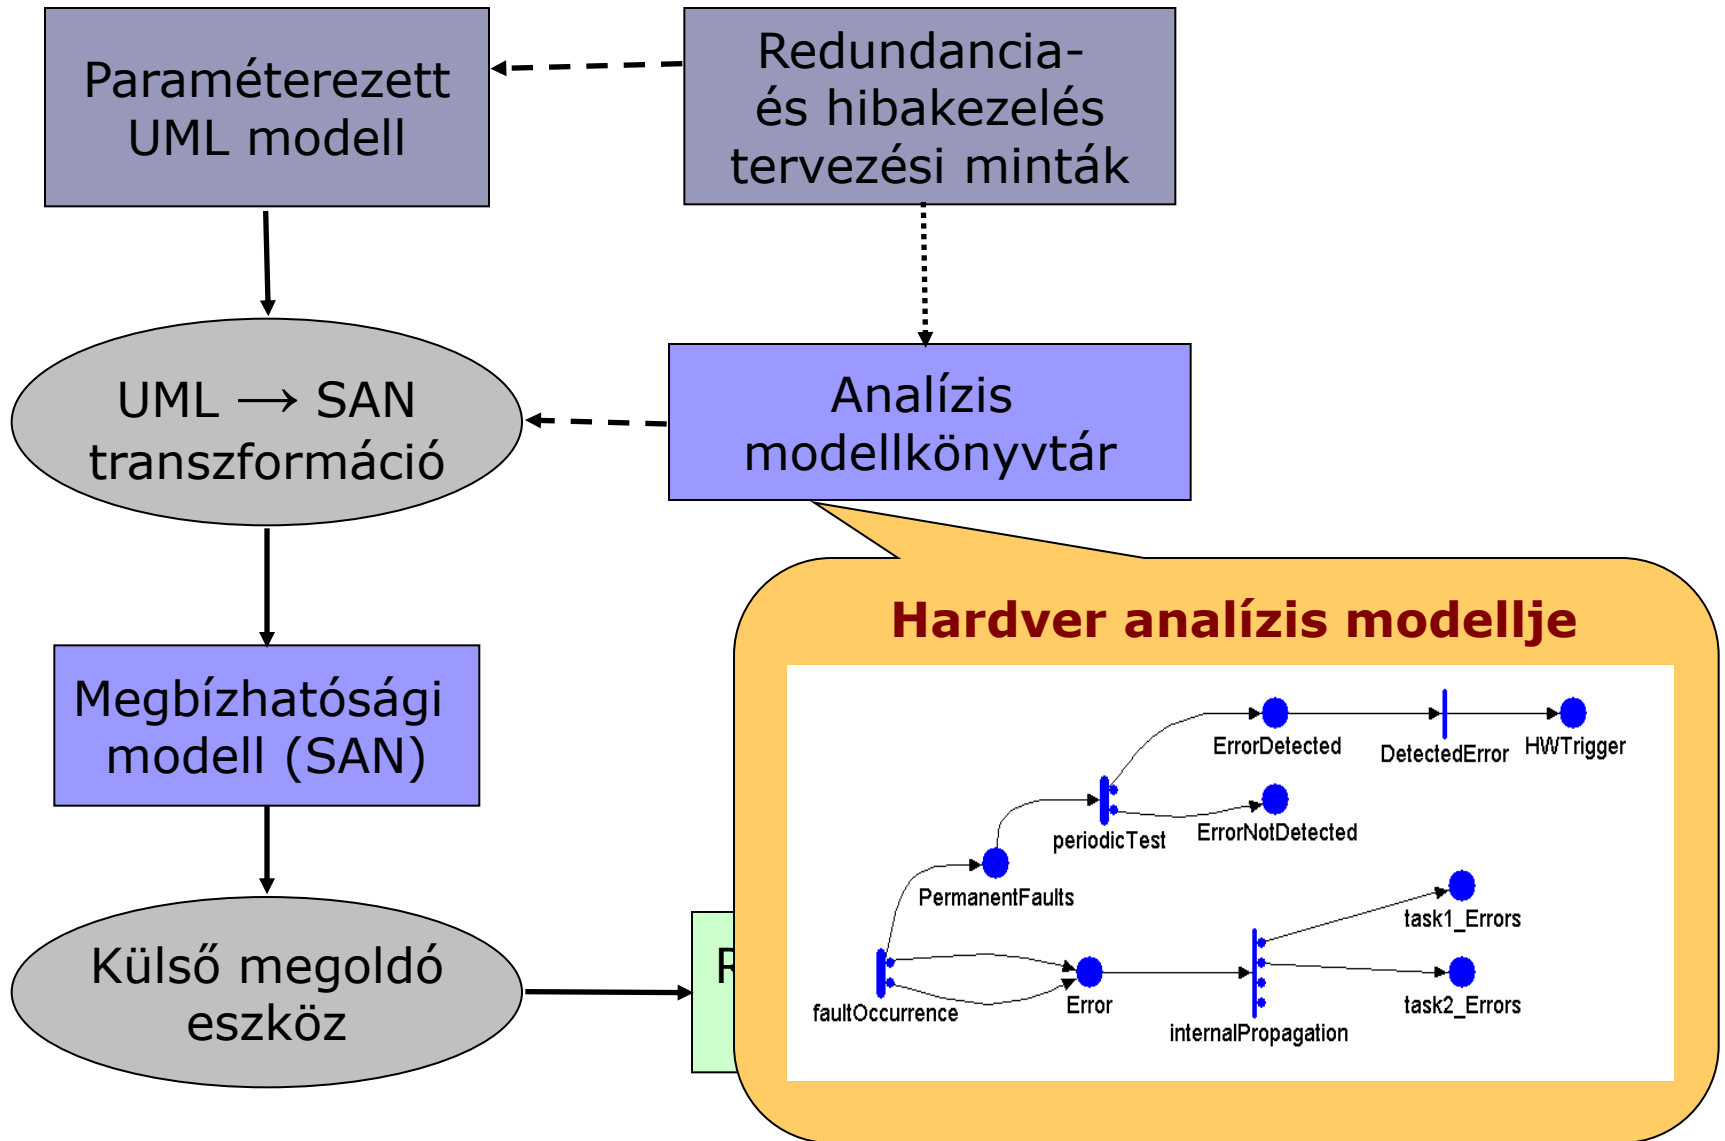 Paraméterezett
UML modell
Redundancia-
és hibakezelés
tervezési minták
UML → SAN
transzformáció
Analízis
modellkönyvtár
Megbízhatósági
modell (SAN)
Külső megoldó
eszköz
Hardver analízis modellje
ErrorDetected
DetectedError
HWTrigger
periodicTest
ErrorNotDetected
PermanentFaults
task1_Errors
faultOccurrence
Error
internalPropagation
task2_Errors